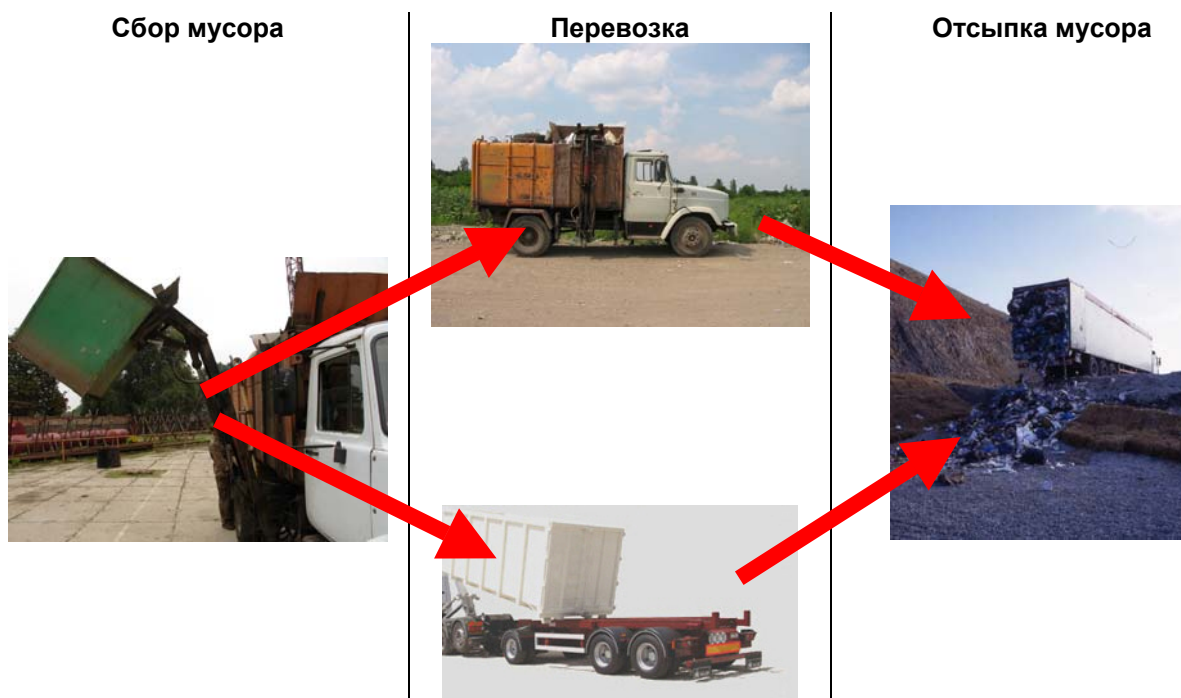 Сбор мусора
Перевозка
Отсыпка мусора